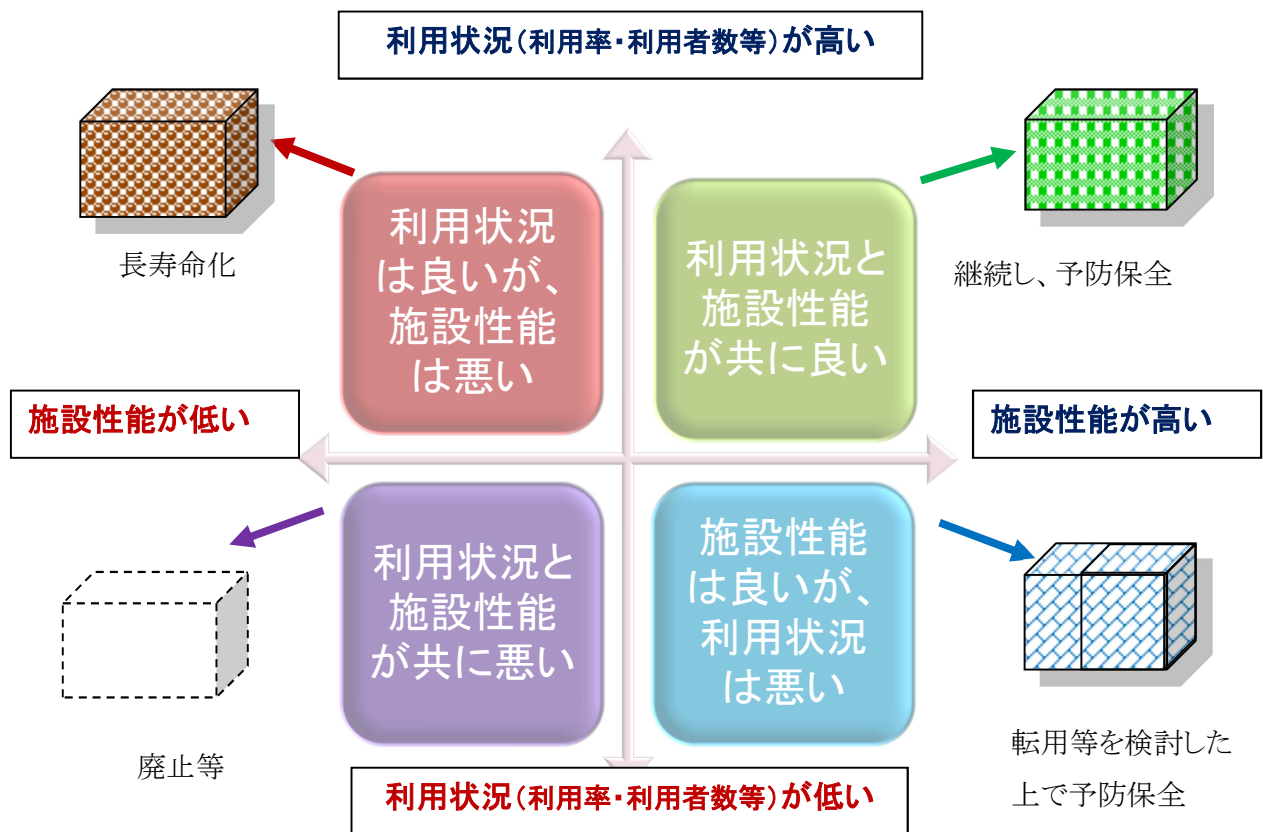 利用状況(利用率・利用者数等)が高い
長寿命化
利用状況
は良いが、
施設性能
は悪い
利用状況と
施設性能
が共に良い
継続し、予防保全
施設性能が低い
施設性能が高い
利用状況と
施設性能
が共に悪い
施設性能
は良いが、
利用状況
は悪い
廃止等
転用等を検討した
上で予防保全
利用状況(利用率・利用者数等)が低い